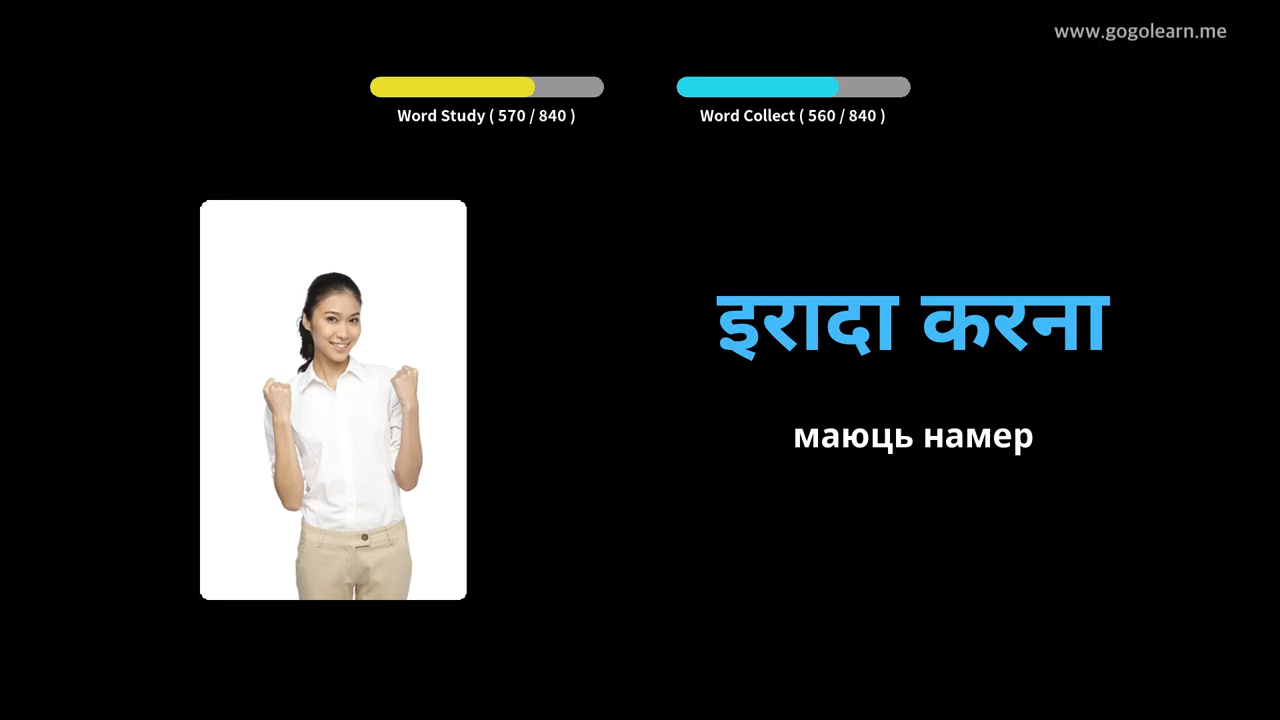 www.gogolearn.me
Word Study ( 570 / 840 )
Word Collect ( 560 / 840 )
इरादा करना
маюць намер